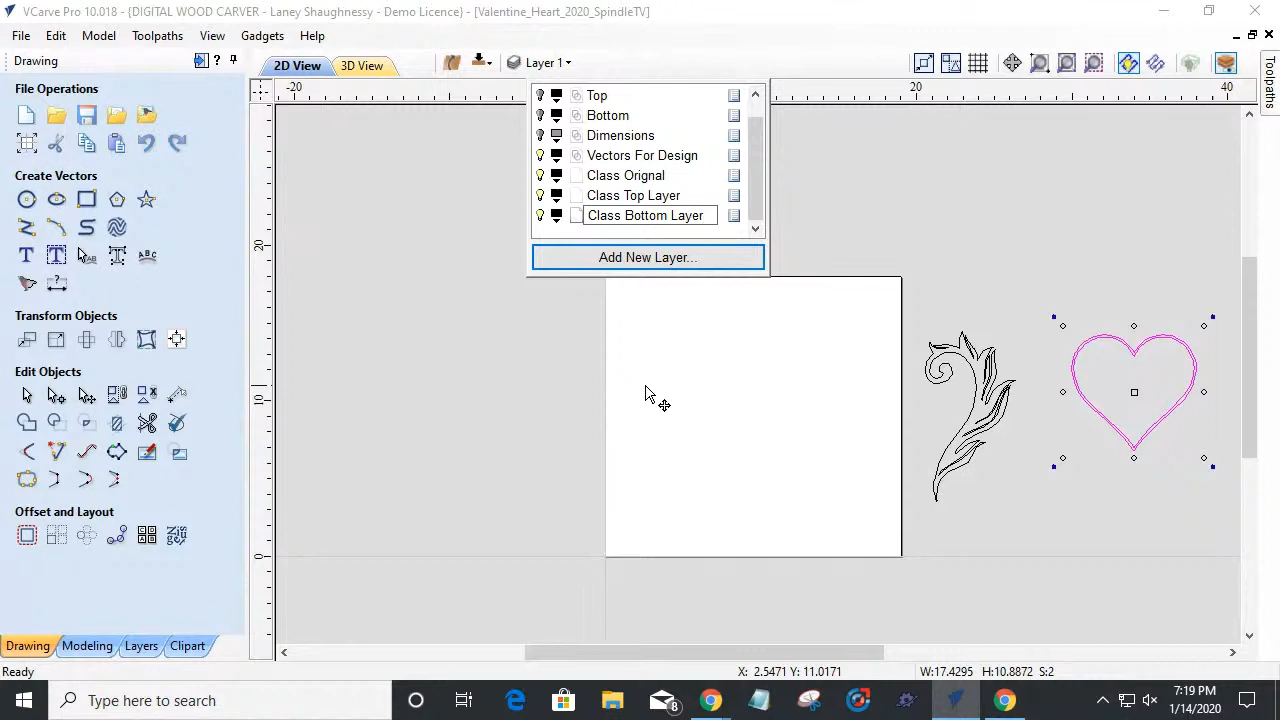 VCarve Pro 10.018 - {DIGITAL WOOD CARVER - Laney Shaughnessy - Demo Licence} - [Valentine_Heart_2020_SpindleTV]
File Edit Model Toolpaths View Gadgets Help
Drawing
2D View 3D View Layer 1
File Operations
-20 20 40
Create Vectors
Transform Objects
Edit Objects
Offset and Layout
Top
Bottom
Dimensions
Vectors For Design
Class Orignal
Class Top Layer
Class Bottom Layer
Add New Layer...
20
10
0
Toolpaths
Drawing Modeling Layers Clipart
Ready X: 2.5471 Y: 11.0171 W:17.4295 H:10.8872 S:2
Type here to search
8
7:19 PM
1/14/2020